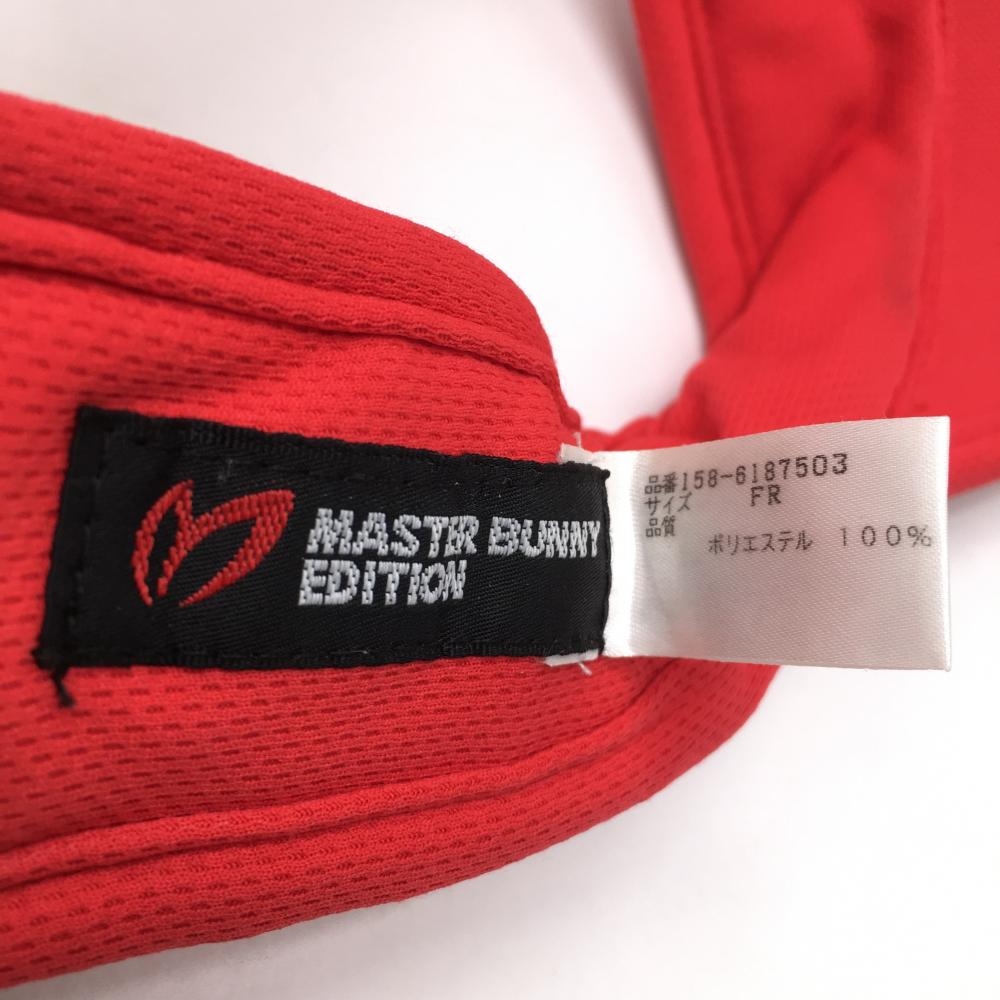 MASTER BUNNY
EDITION
品番158-6187503
サイズ FR
品質
ポリエステル 100%